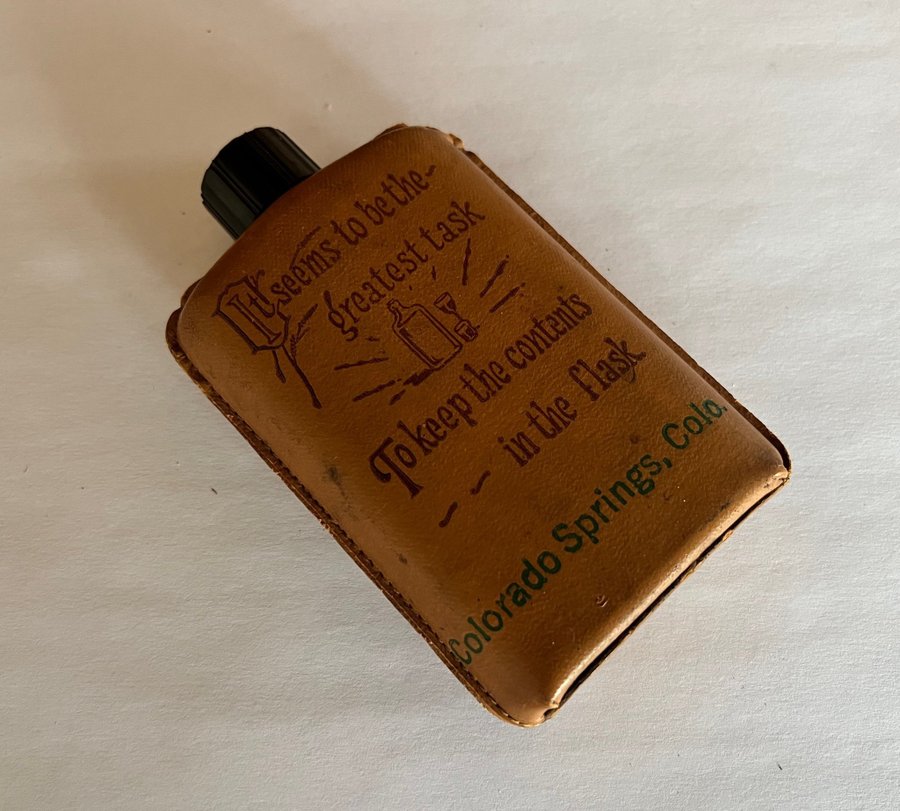 It seems to be the -
greatest task
To keep the contents
- - in the flask.
Colorado Springs, Colo.